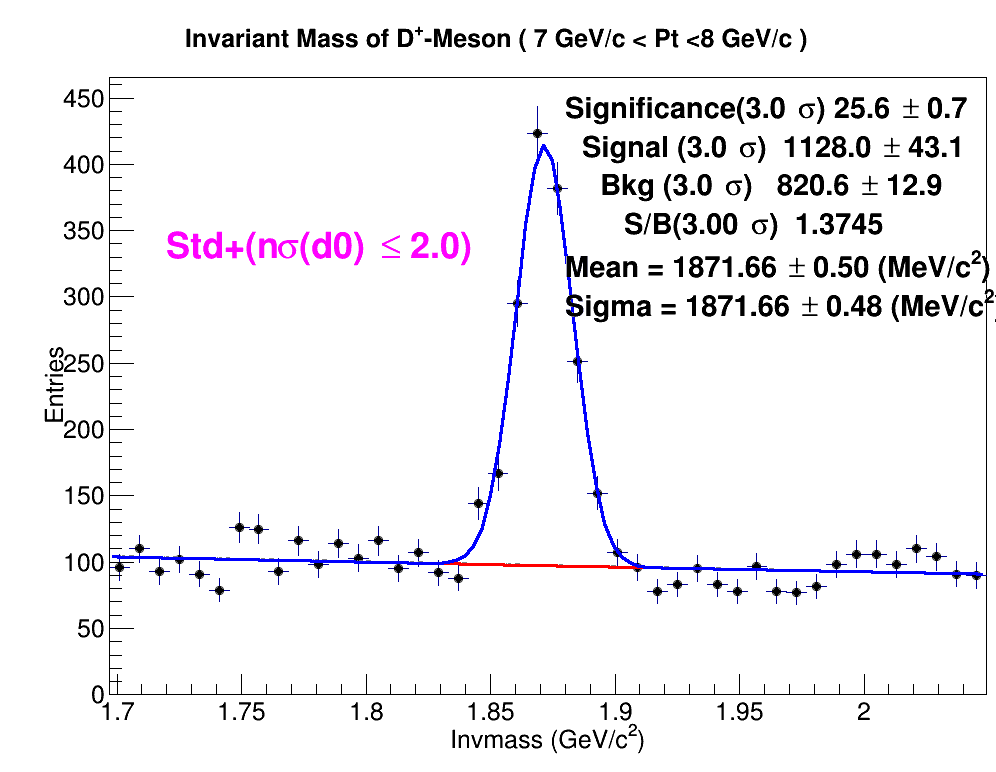 Invariant Mass of D⁺-Meson ( 7 GeV/c < Pt <8 GeV/c )
Significance(3.0 σ) 25.6 ± 0.7
Signal (3.0 σ) 1128.0 ± 43.1
Bkg (3.0 σ) 820.6 ± 12.9
S/B(3.00 σ) 1.3745
Mean = 1871.66 ± 0.50 (MeV/c²)
Sigma = 1871.66 ± 0.48 (MeV/c²)
Std+(nσ(d0) ≤ 2.0)
Entries
450
400
350
300
250
200
150
100
50
0
1.7 1.75 1.8 1.85 1.9 1.95 2
Invmass (GeV/c²)